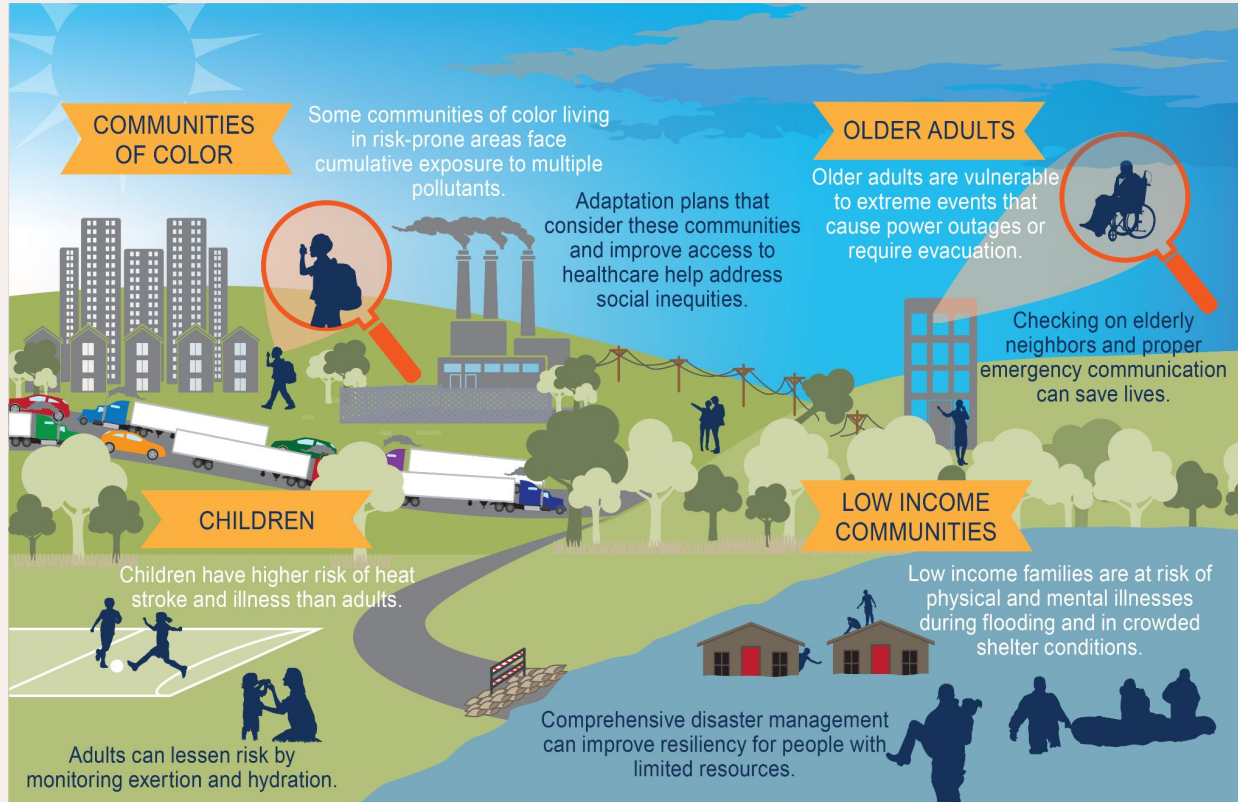 COMMUNITIES
OF COLOR
Some communities of color living
in risk-prone areas face
cumulative exposure to multiple
pollutants.
Adaptation plans that
consider these communities
and improve access to
healthcare help address
social inequities.
OLDER ADULTS
Older adults are vulnerable
to extreme events that
cause power outages or
require evacuation.
Checking on elderly
neighbors and proper
emergency communication
can save lives.
CHILDREN
Children have higher risk of heat
stroke and illness than adults.
Adults can lessen risk by
monitoring exertion and hydration.
LOW INCOME
COMMUNITIES
Low income families are at risk of
physical and mental illnesses
during flooding and in crowded
shelter conditions.
Comprehensive disaster management
can improve resiliency for people with
limited resources.